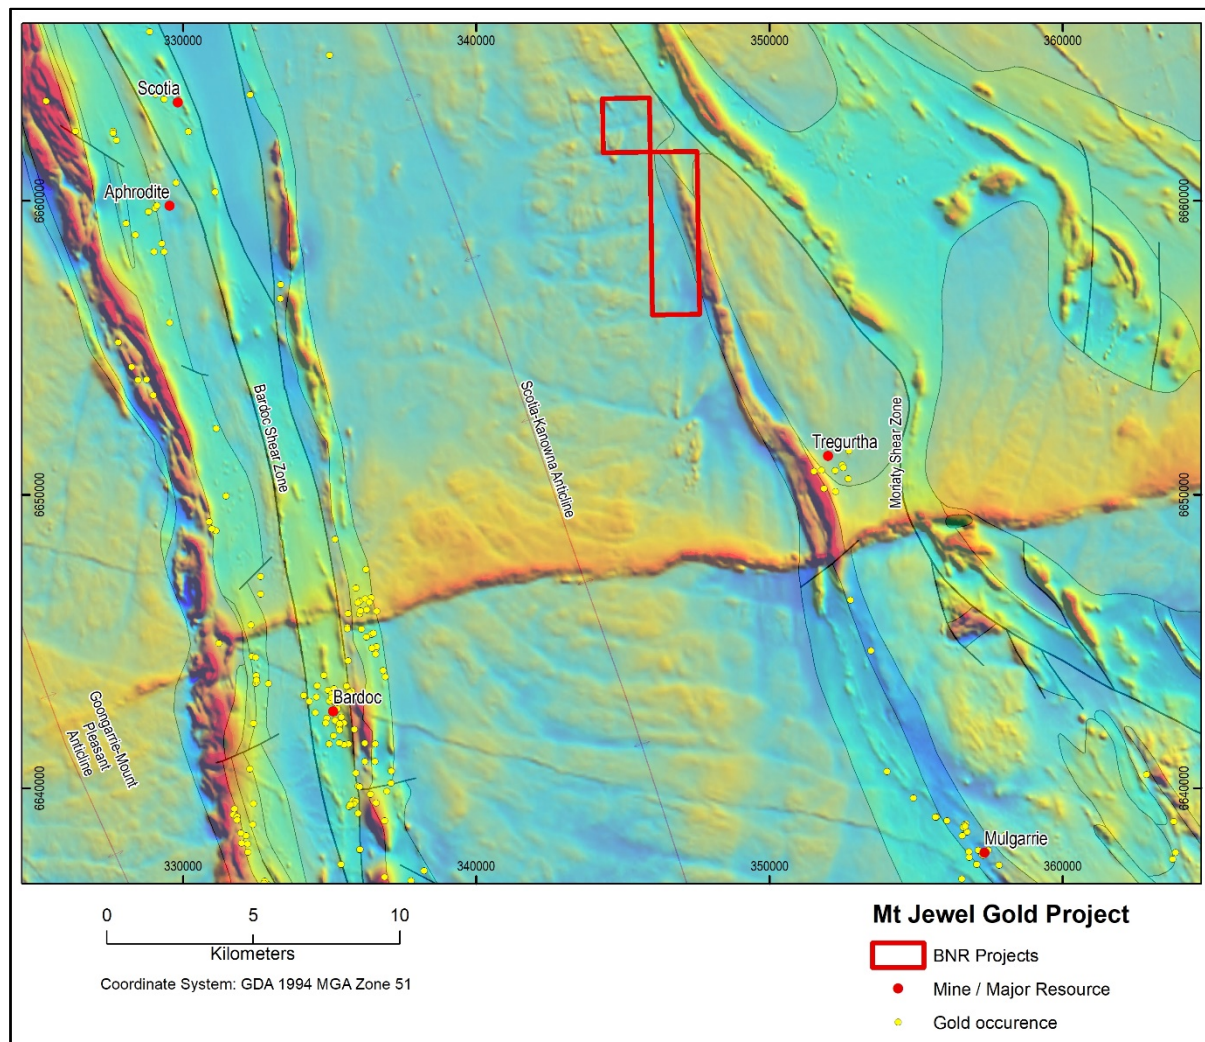 330000
340000
350000
360000
Scotia
Aphrodite
6660000
6660000
Bardoc Shear Zone
Scotia-Kanowna Anticline
Tregurtha
Moriaty Shear Zone
6650000
6650000
Bardoc
Goongarrie-Mount
Pleasant
Anticline
6640000
6640000
Mulgarrie
330000
340000
350000
360000
0
5
10
Kilometers
Coordinate System: GDA 1994 MGA Zone 51
Mt Jewel Gold Project
BNR Projects
Mine / Major Resource
Gold occurence